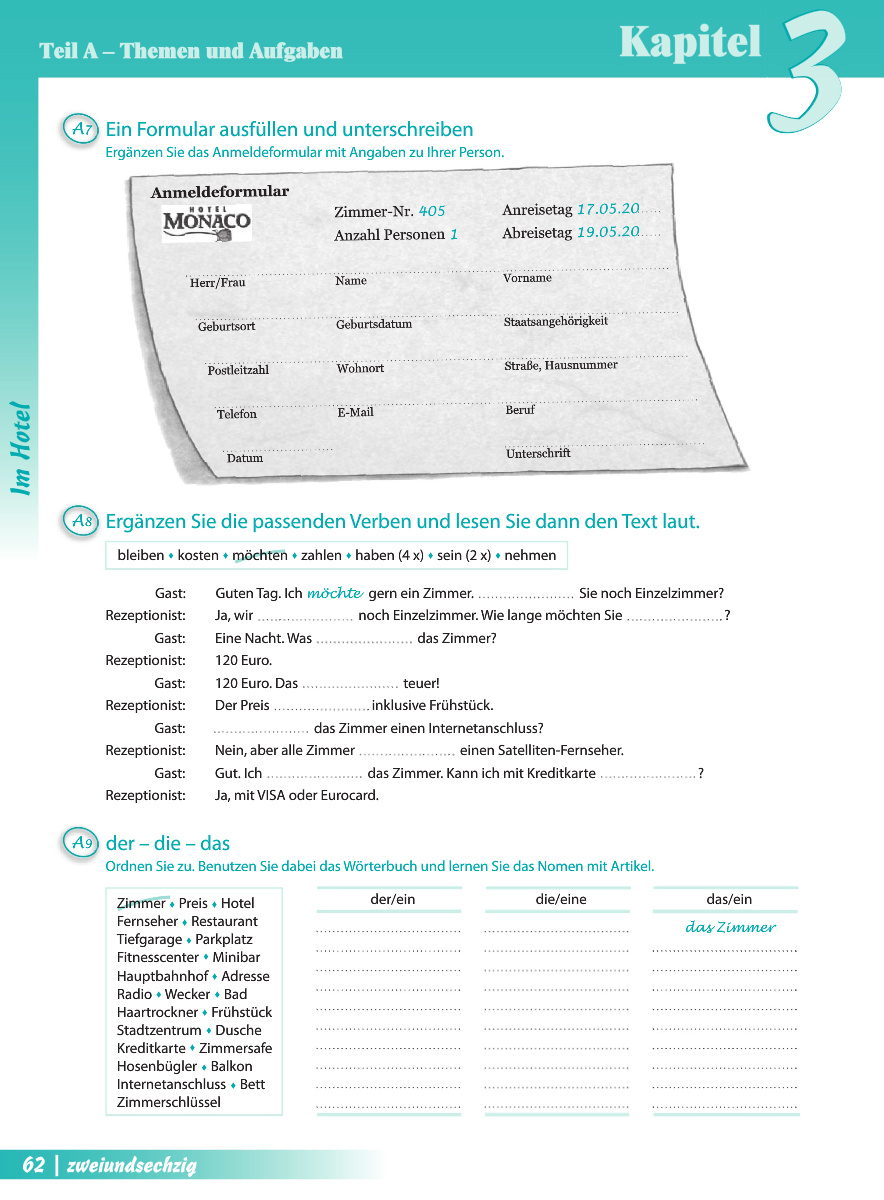 Teil A – Themen und Aufgaben
Kapitel 3
Im Hotel
A7 Ein Formular ausfüllen und unterschreiben
Ergänzen Sie das Anmeldeformular mit Angaben zu Ihrer Person.
Anmeldeformular
HOTEL
MONACO
Zimmer-Nr. 405
Anreisetag 17.05.20......
Anzahl Personen 1
Abreisetag 19.05.20......
Herr/Frau Name Vorname
Geburtsort Geburtsdatum Staatsangehörigkeit
Postleitzahl Wohnort Straße, Hausnummer
Telefon E-Mail Beruf
Datum Unterschrift
A8 Ergänzen Sie die passenden Verben und lesen Sie dann den Text laut.
bleiben ♦ kosten ♦ möchten ♦ zahlen ♦ haben (4 x) ♦ sein (2 x) ♦ nehmen
Gast: Guten Tag. Ich möchte gern ein Zimmer. ....................... Sie noch Einzelzimmer?
Rezeptionist: Ja, wir ....................... noch Einzelzimmer. Wie lange möchten Sie .......................?
Gast: Eine Nacht. Was ....................... das Zimmer?
Rezeptionist: 120 Euro.
Gast: 120 Euro. Das ....................... teuer!
Rezeptionist: Der Preis ....................... inklusive Frühstück.
Gast: ....................... das Zimmer einen Internetanschluss?
Rezeptionist: Nein, aber alle Zimmer ....................... einen Satelliten-Fernseher.
Gast: Gut. Ich ....................... das Zimmer. Kann ich mit Kreditkarte .......................?
Rezeptionist: Ja, mit VISA oder Eurocard.
A9 der – die – das
Ordnen Sie zu. Benutzen Sie dabei das Wörterbuch und lernen Sie das Nomen mit Artikel.
Zimmer ♦ Preis ♦ Hotel
Fernseher ♦ Restaurant
Tiefgarage ♦ Parkplatz
Fitnesscenter ♦ Minibar
Hauptbahnhof ♦ Adresse
Radio ♦ Wecker ♦ Bad
Haartrockner ♦ Frühstück
Stadtzentrum ♦ Dusche
Kreditkarte ♦ Zimmersafe
Hosenbügler ♦ Balkon
Internetanschluss ♦ Bett
Zimmerschlüssel
der/ein die/eine das/ein
das Zimmer
62 | zweiundsechzig